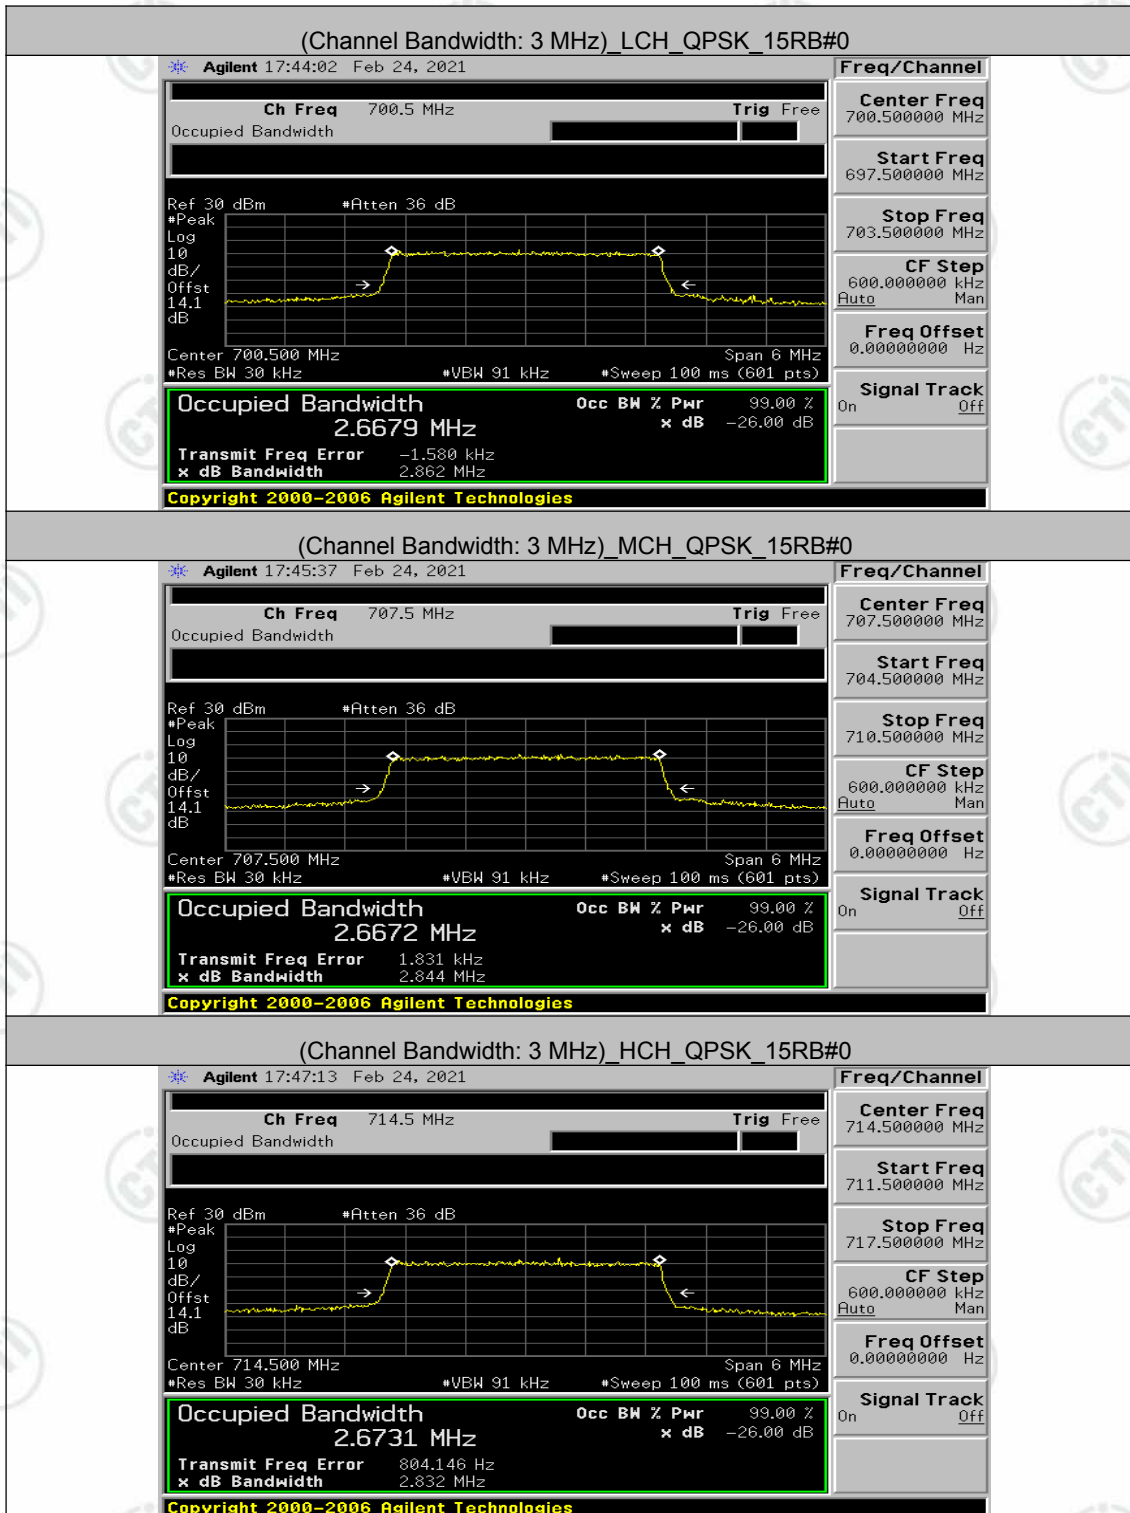 (Channel Bandwidth: 3 MHz)_LCH_QPSK_15RB#0
Agilent 17:44:02 Feb 24, 2021
Freq/Channel
Ch Freq 700.5 MHz Trig Free
Occupied Bandwidth
Center Freq
700.500000 MHz
Start Freq
697.500000 MHz
Stop Freq
703.500000 MHz
CF Step
600.000000 kHz
Auto Man
Freq Offset
0.00000000 Hz
Signal Track
On Off
Ref 30 dBm #Atten 36 dB
#Peak
Log
10
dB/
Offst
14.1
dB
Center 700.500 MHz Span 6 MHz
#Res BW 30 kHz #VBW 91 kHz #Sweep 100 ms (601 pts)
Occupied Bandwidth Occ BW % Pwr 99.00 %
2.6679 MHz x dB -26.00 dB
Transmit Freq Error -1.580 kHz
x dB Bandwidth 2.862 MHz
Copyright 2000-2006 Agilent Technologies
(Channel Bandwidth: 3 MHz)_MCH_QPSK_15RB#0
Agilent 17:45:37 Feb 24, 2021
Freq/Channel
Ch Freq 707.5 MHz Trig Free
Occupied Bandwidth
Center Freq
707.500000 MHz
Start Freq
704.500000 MHz
Stop Freq
710.500000 MHz
CF Step
600.000000 kHz
Auto Man
Freq Offset
0.00000000 Hz
Signal Track
On Off
Ref 30 dBm #Atten 36 dB
#Peak
Log
10
dB/
Offst
14.1
dB
Center 707.500 MHz Span 6 MHz
#Res BW 30 kHz #VBW 91 kHz #Sweep 100 ms (601 pts)
Occupied Bandwidth Occ BW % Pwr 99.00 %
2.6672 MHz x dB -26.00 dB
Transmit Freq Error 1.831 kHz
x dB Bandwidth 2.844 MHz
Copyright 2000-2006 Agilent Technologies
(Channel Bandwidth: 3 MHz)_HCH_QPSK_15RB#0
Agilent 17:47:13 Feb 24, 2021
Freq/Channel
Ch Freq 714.5 MHz Trig Free
Occupied Bandwidth
Center Freq
714.500000 MHz
Start Freq
711.500000 MHz
Stop Freq
717.500000 MHz
CF Step
600.000000 kHz
Auto Man
Freq Offset
0.00000000 Hz
Signal Track
On Off
Ref 30 dBm #Atten 36 dB
#Peak
Log
10
dB/
Offst
14.1
dB
Center 714.500 MHz Span 6 MHz
#Res BW 30 kHz #VBW 91 kHz #Sweep 100 ms (601 pts)
Occupied Bandwidth Occ BW % Pwr 99.00 %
2.6731 MHz x dB -26.00 dB
Transmit Freq Error 804.146 Hz
x dB Bandwidth 2.832 MHz
Copyright 2000-2006 Agilent Technologies
CTI
CTI
CTI
CTI
CTI
CTI